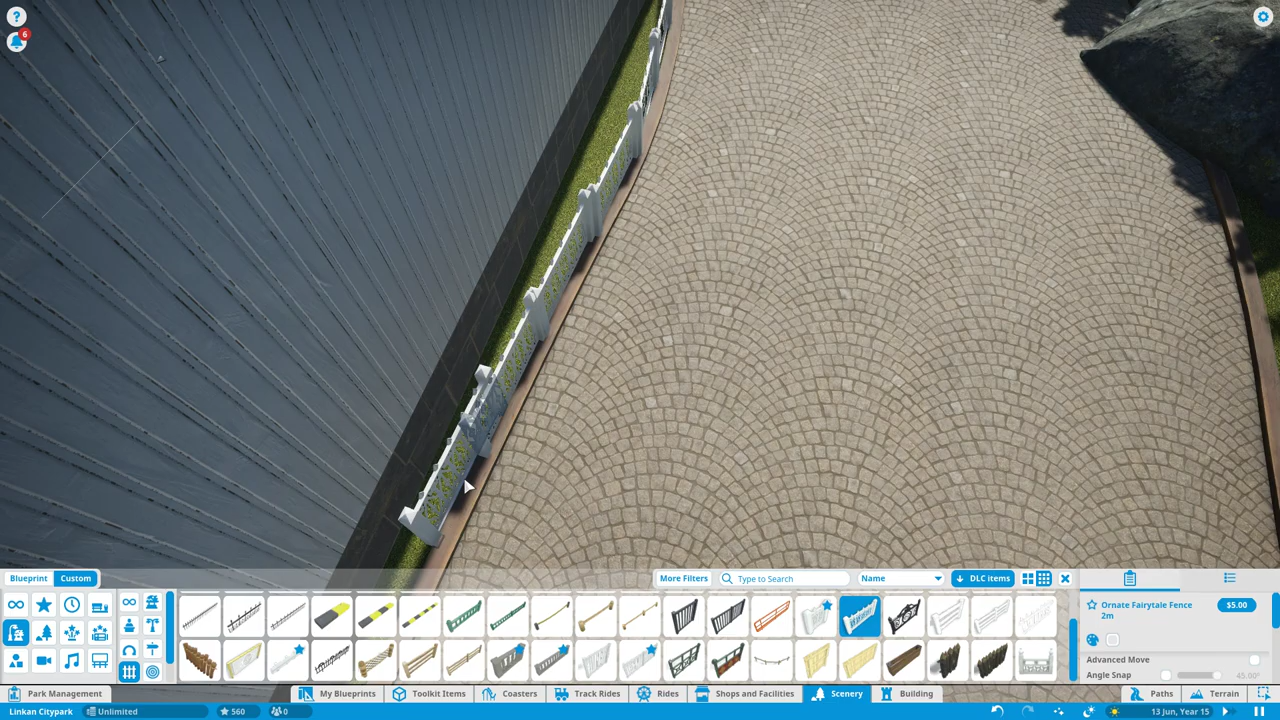 ?
6
Blueprint
Custom
More Filters
Type to Search
Name
DLC items
Ornate Fairytale Fence
2m
$5.00
Advanced Move
Angle Snap
45.00°
Park Management
My Blueprints
Toolkit Items
Coasters
Track Rides
Rides
Shops and Facilities
Scenery
Building
Paths
Terrain
Linkan Citypark
Unlimited
560
0
13 Jun, Year 15